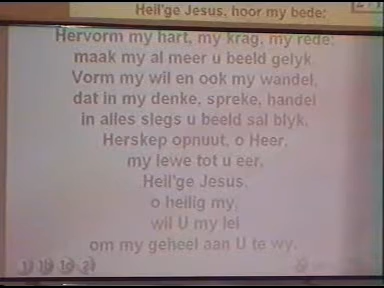 Heil'ge Jesus, hoor my bede;
Hervorm my hart, my krag, my rede;
maak my al meer u beeld gelyk.
Vorm my wil en ook my wandel,
dat in my denke, spreke, handel
in alles slegs u beeld sal blyk.
Herskep opnuut, o Heer,
my lewe tot u eer,
Heil'ge Jesus,
o heilig my,
wil U my lei
om my geheel aan U te wy.